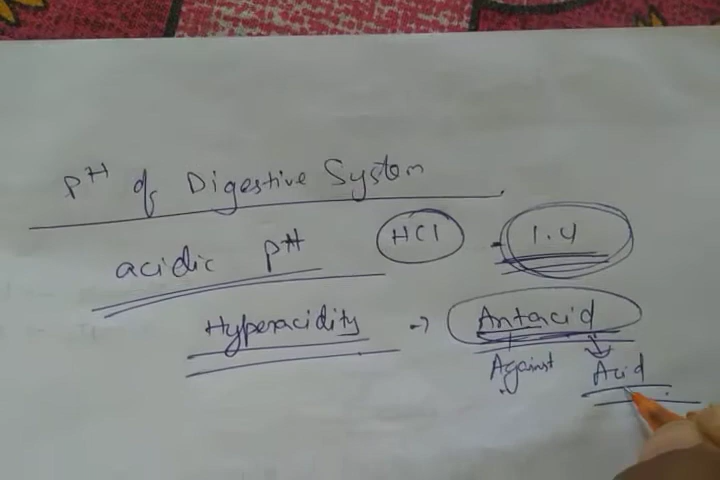 pH of Digestive System
acidic pH HCl - 1.4
Hyperacidity → Antacid
Against Acid